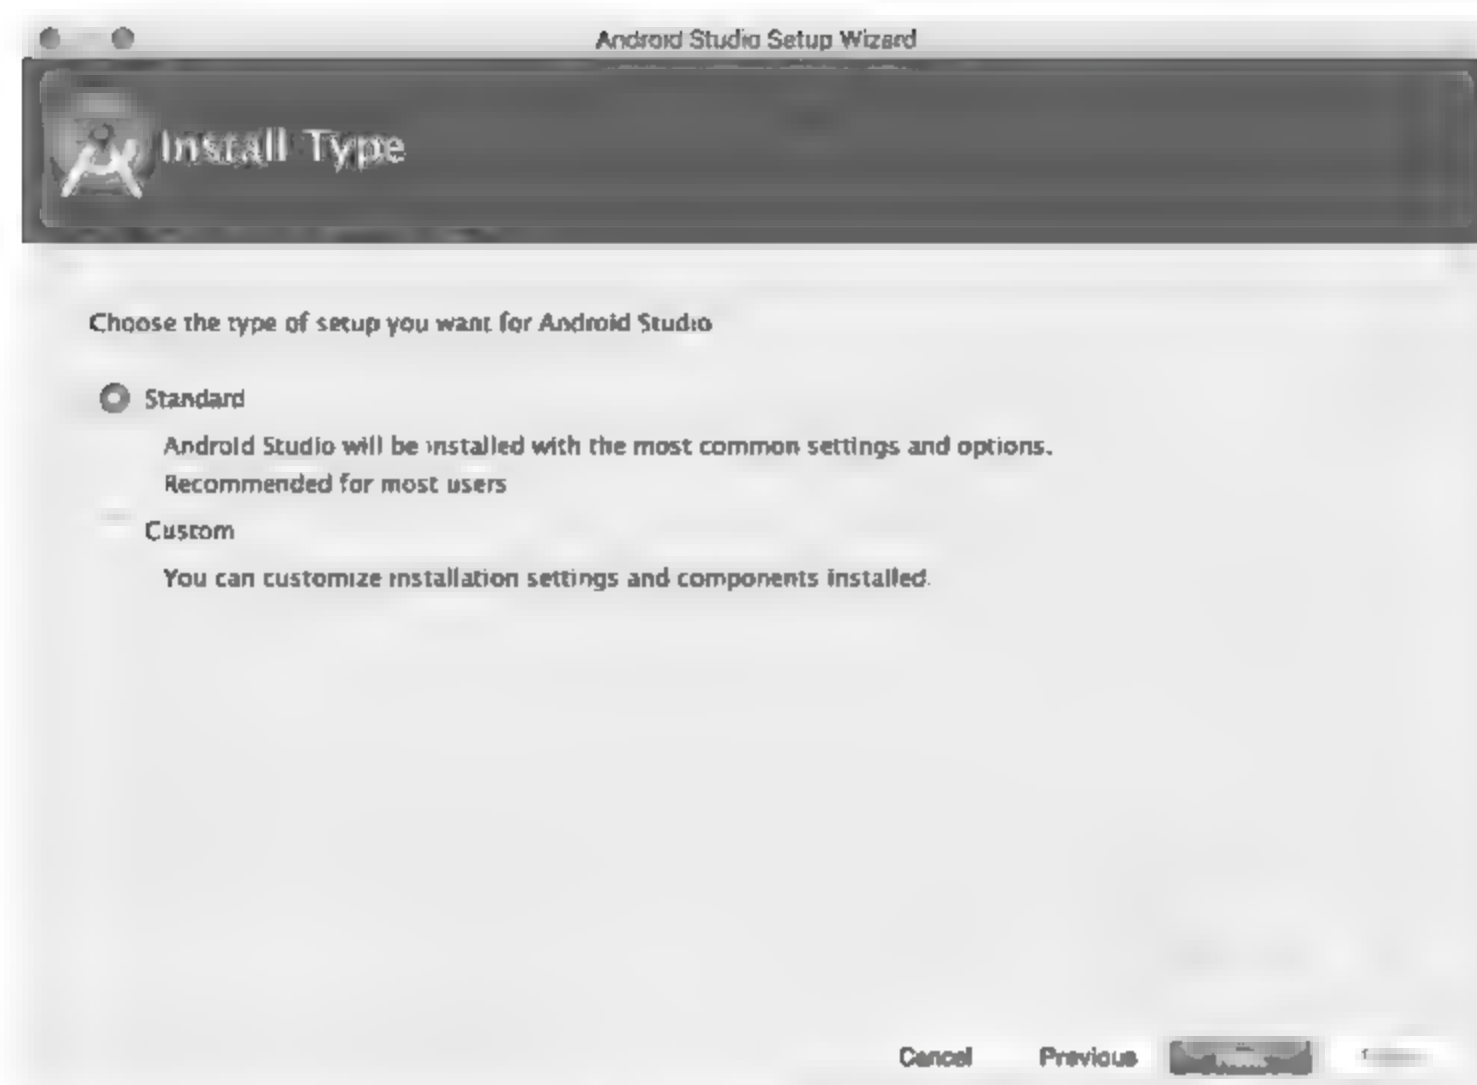 Android Studio Setup Wizard
Install Type
Choose the type of setup you want for Android Studio
Standard
Android Studio will be installed with the most common settings and options.
Recommended for most users
Custom
You can customize installation settings and components installed.
Cancel Previous